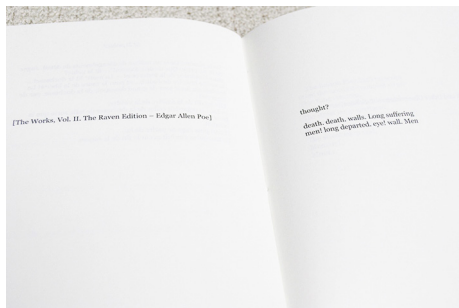 [The Works. Vol. II. The Raven Edition – Edgar Allen Poe]
thought?
death. death. walls. Long suffering
men! long departed. eye! wall. Men